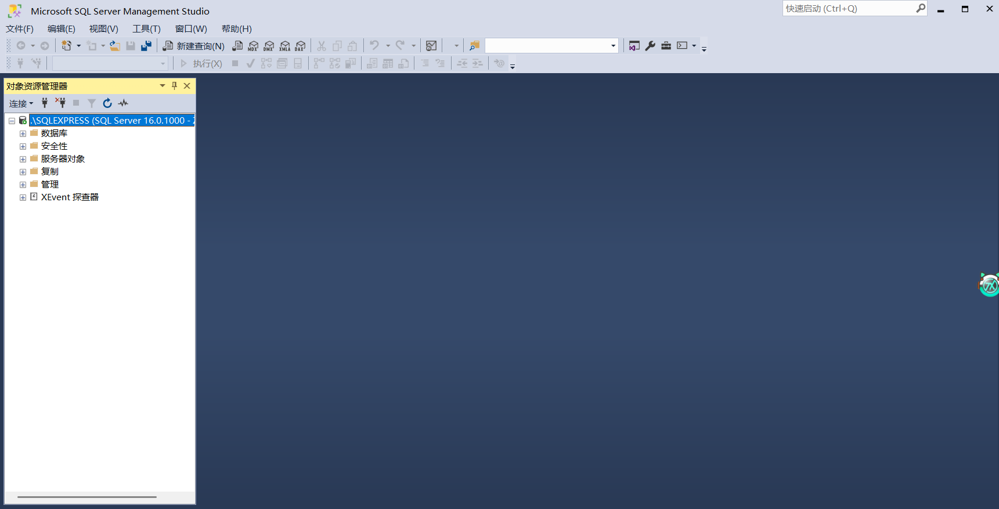 Microsoft SQL Server Management Studio
快速启动 (Ctrl+Q)
文件(F) 编辑(E) 视图(V) 工具(T) 窗口(W) 帮助(H)
新建查询(N) MDX DMX XMLA DAX
执行(X)
对象资源管理器
连接
.\SQLEXPRESS (SQL Server 16.0.1000 -
数据库
安全性
服务器对象
复制
管理
XEvent 探查器